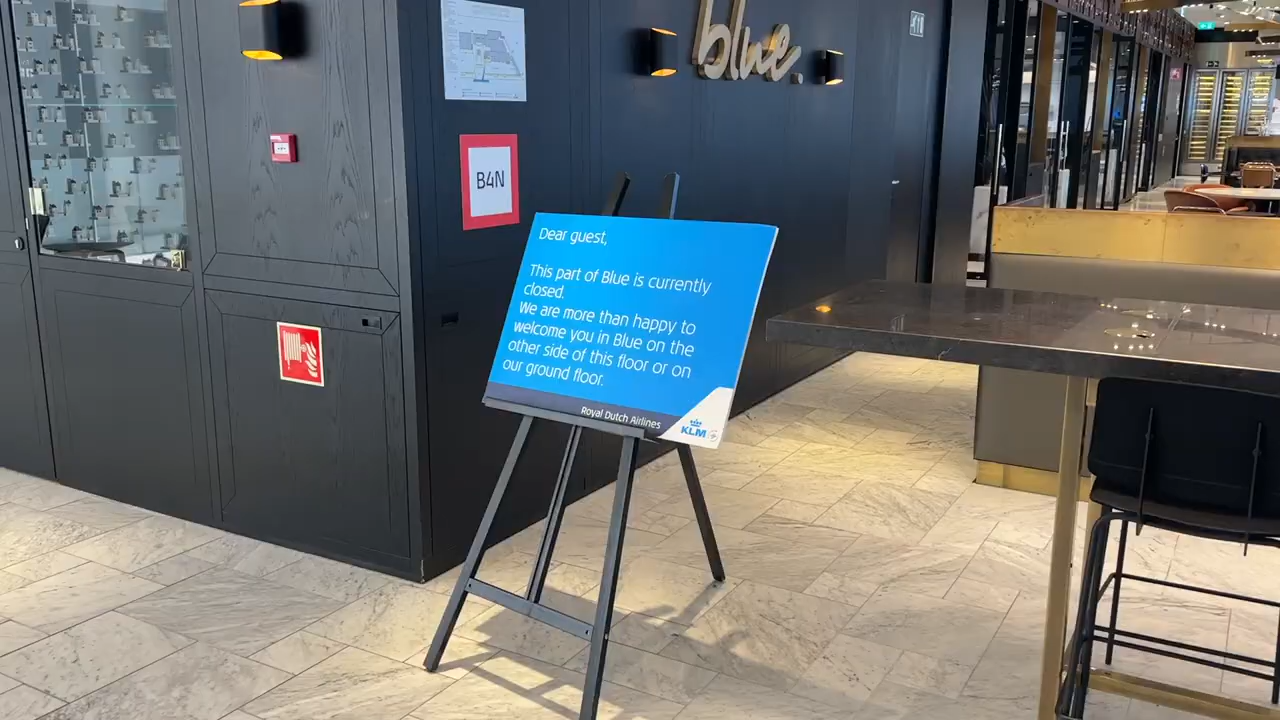 blue.
B4N
Dear guest,
This part of Blue is currently
closed.
We are more than happy to
welcome you in Blue on the
other side of this floor or on
our ground floor.
Royal Dutch Airlines
KLM